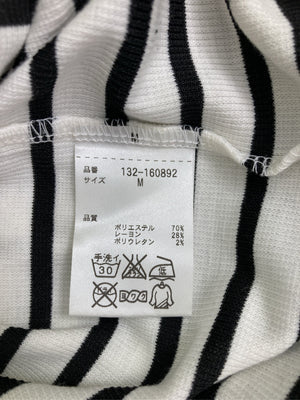 品番 132-160892
サイズ M
品質
ポリエステル 70%
レーヨン 28%
ポリウレタン 2%
手洗イ
30
低